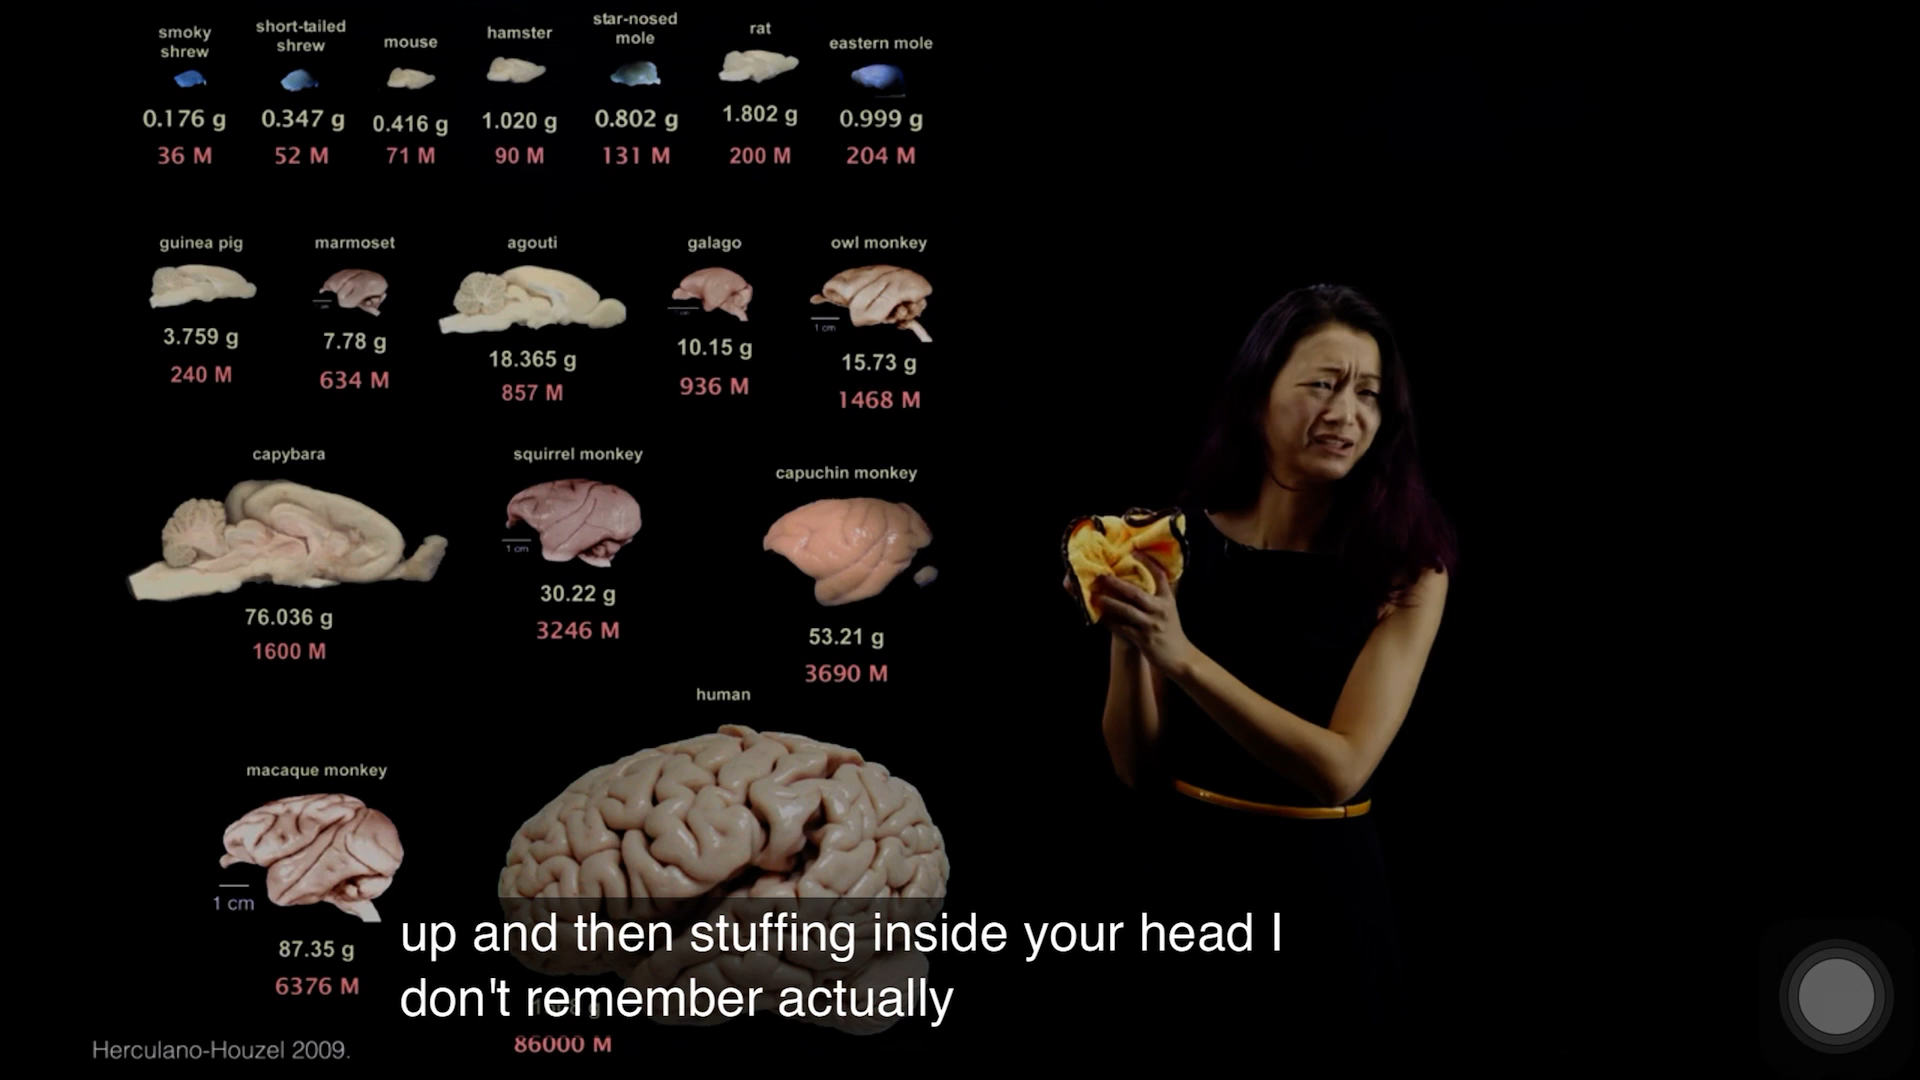 smoky
shrew
0.176 g
36 M
short-tailed
shrew
0.347 g
52 M
mouse
0.416 g
71 M
hamster
1.020 g
90 M
star-nosed
mole
0.802 g
131 M
rat
1.802 g
200 M
eastern mole
0.999 g
204 M
guinea pig
3.759 g
240 M
marmoset
7.78 g
634 M
agouti
18.365 g
857 M
galago
10.15 g
936 M
owl monkey
1 cm
15.73 g
1468 M
capybara
76.036 g
1600 M
squirrel monkey
1 cm
30.22 g
3246 M
capuchin monkey
53.21 g
3690 M
macaque monkey
1 cm
87.35 g
6376 M
human
86000 M
up and then stuffing inside your head I
don't remember actually
Herculano-Houzel 2009.